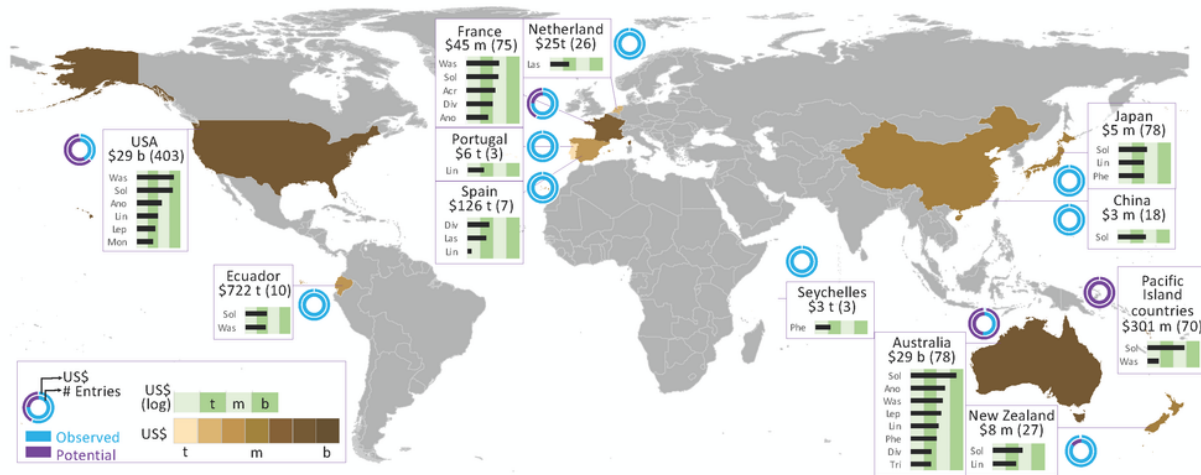 Netherland
$25t (26)
Las
France
$45 m (75)
Was
Sol
Acr
Div
Ano
USA
$29 b (403)
Was
Sol
Ano
Lin
Lep
Mon
Portugal
$6 t (3)
Lin
Spain
$126 t (7)
Div
Las
Lin
Japan
$5 m (78)
Sol
Lin
Phe
China
$3 m (18)
Sol
Ecuador
$722 t (10)
Sol
Was
Seychelles
$3 t (3)
Phe
Pacific
Island
countries
$301 m (70)
Sol
Was
Australia
$29 b (78)
Sol
Ano
Was
Lep
Lin
Phe
Div
Tri
New Zealand
$8 m (27)
Sol
Lin
US$
# Entries
Observed
Potential
US$
(log)
t m b
US$
t m b